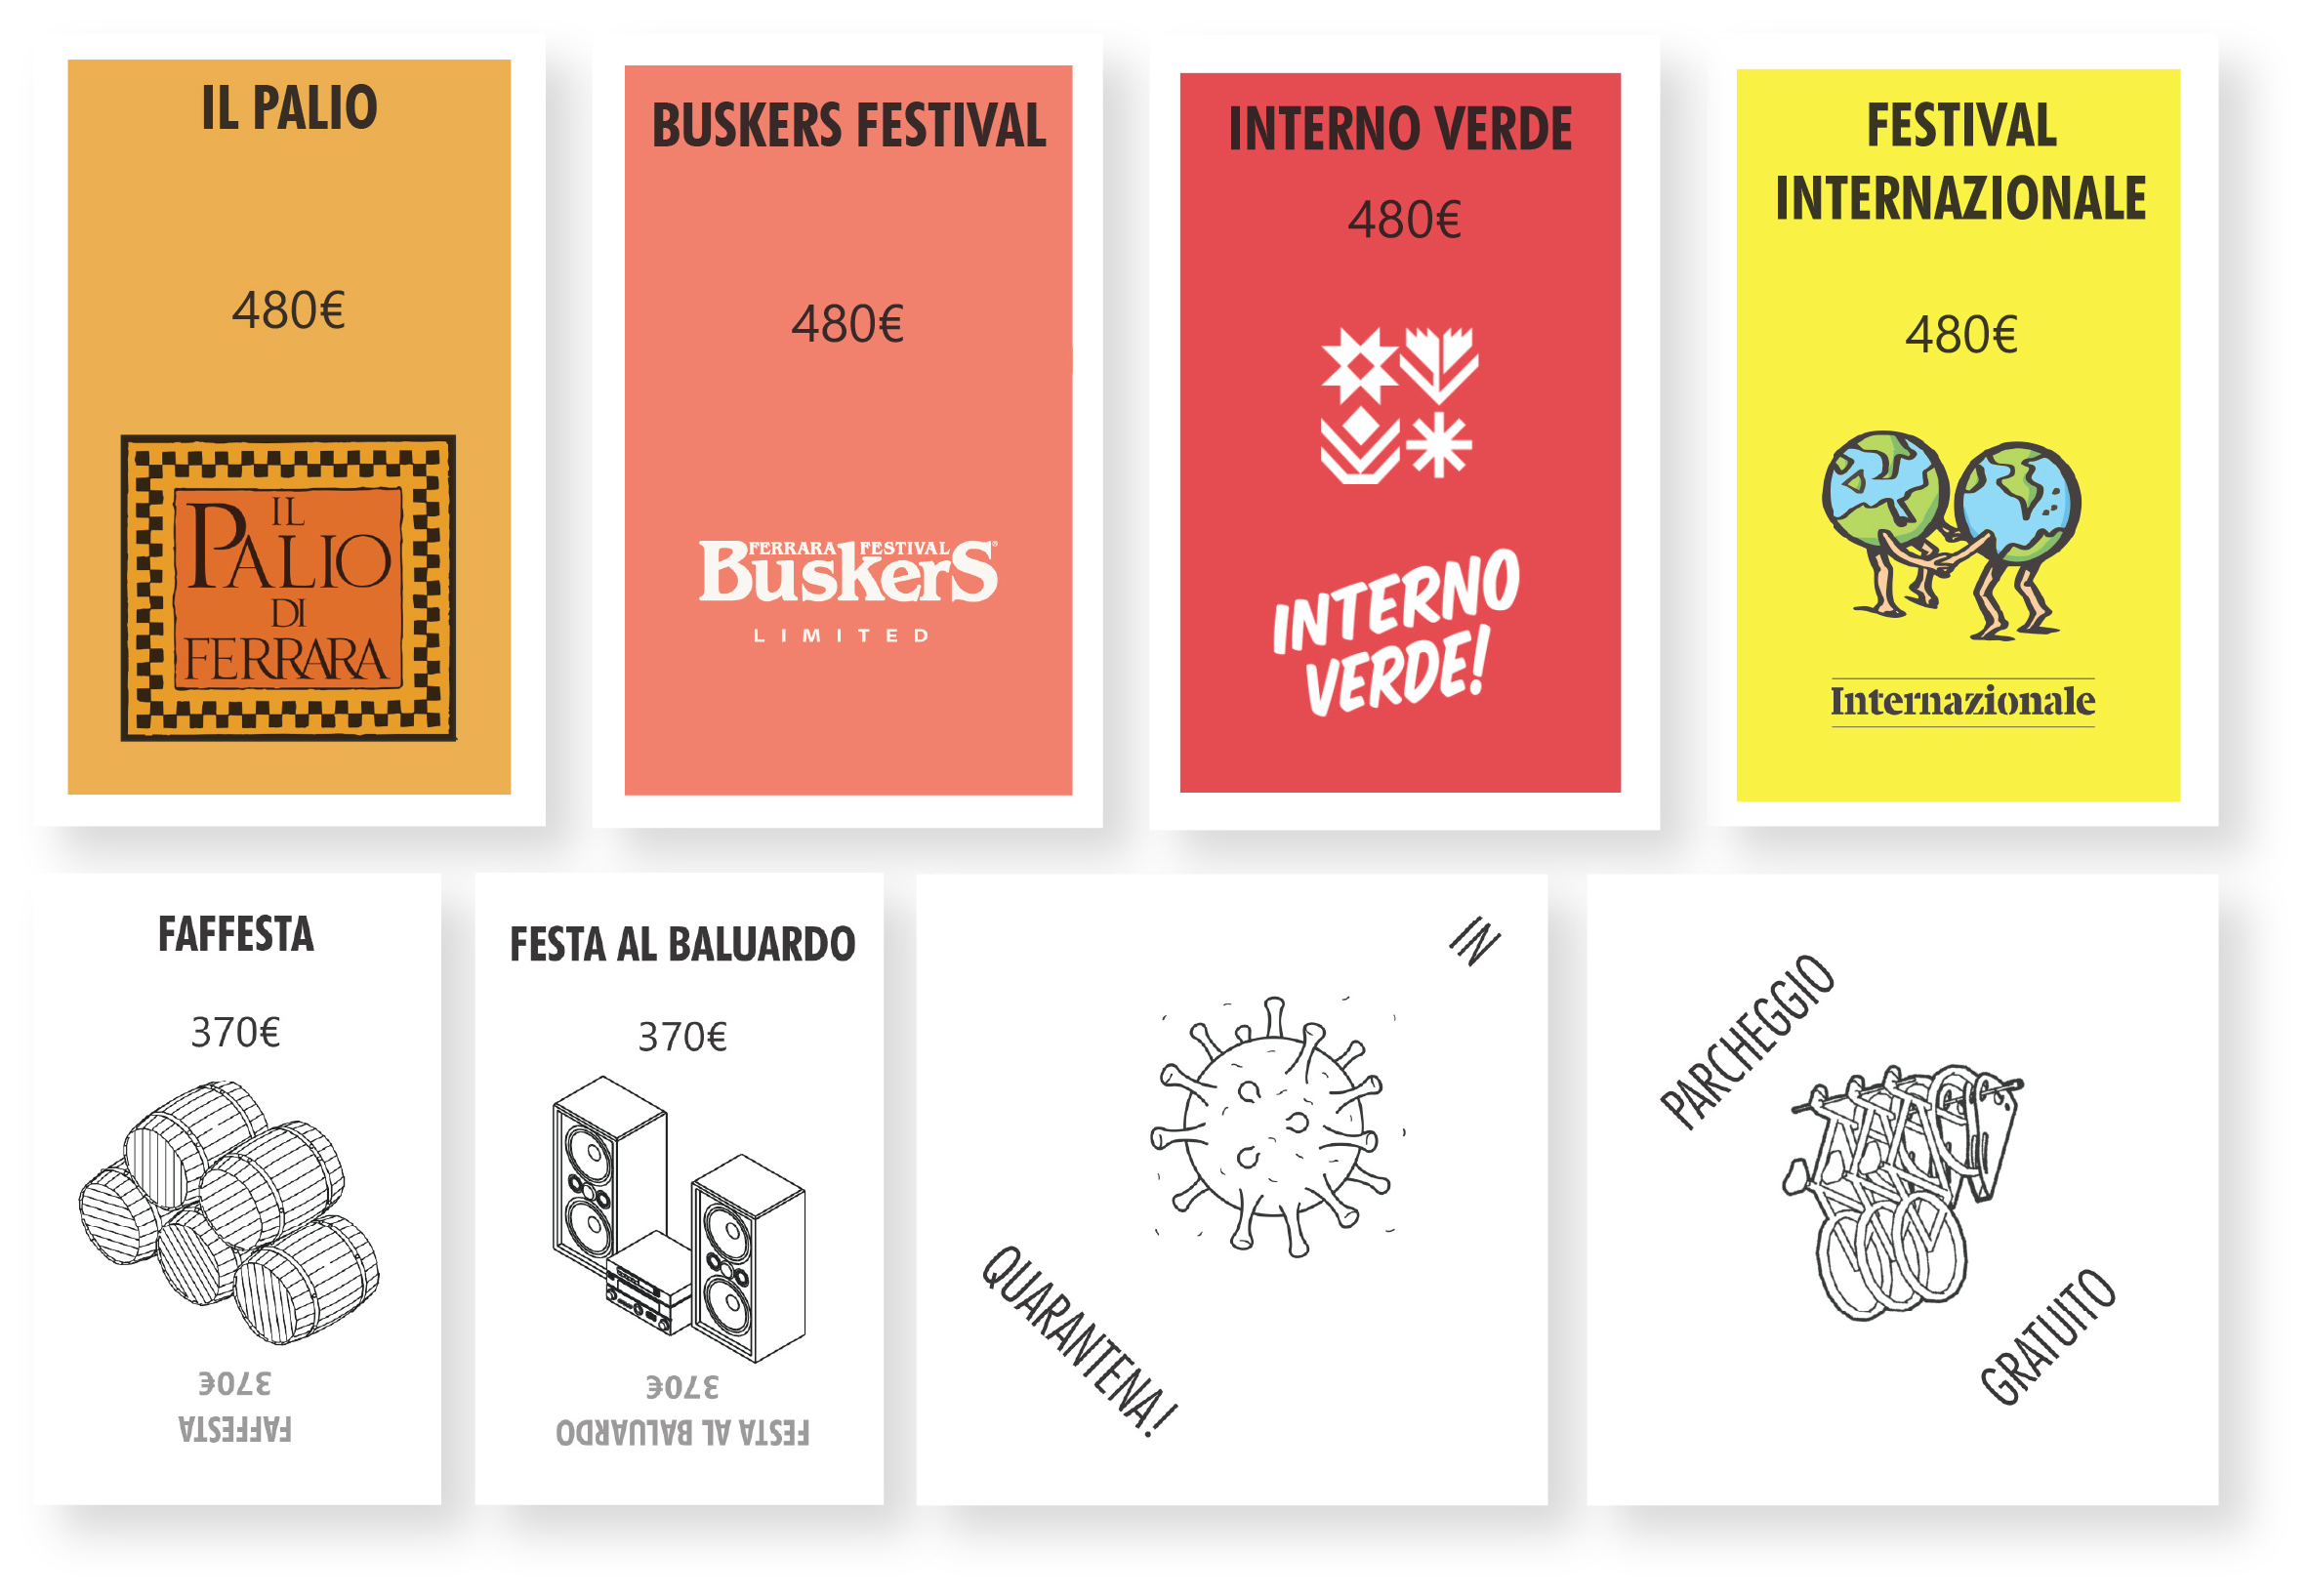 IL PALIO
480€
IL
PALIO
DI
FERRARA
BUSKERS FESTIVAL
480€
FERRARA FESTIVAL
BuskerS®
LIMITED
INTERNO VERDE
480€
INTERNO
VERDE!
FESTIVAL
INTERNAZIONALE
480€
Internazionale
FAFFESTA
370€
370€
FAFFESTA
FESTA AL BALUARDO
370€
370€
FESTA AL BALUARDO
IN
QUARANTENA!
PARCHEGGIO
GRATUITO